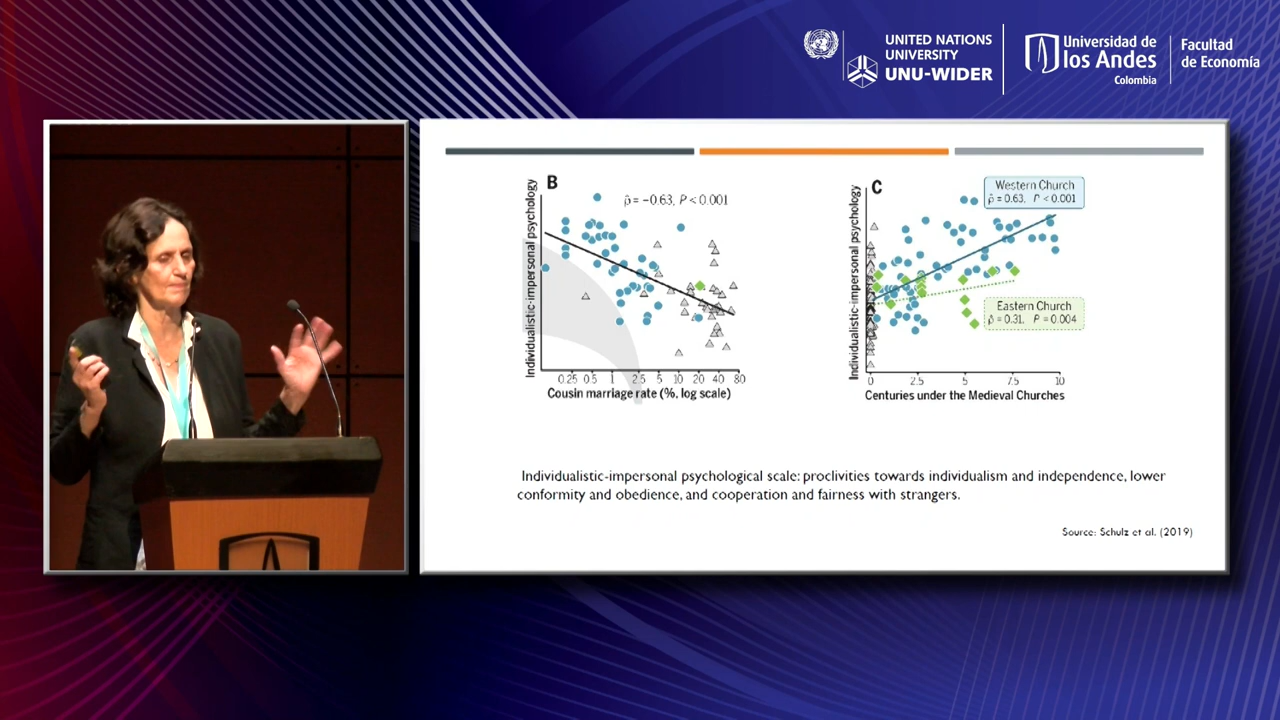 UNITED NATIONS
UNIVERSITY
UNU-WIDER
Universidad de
los Andes
Colombia
Facultad
de Economía
B
ρ̂ = −0.63, P < 0.001
Individualistic-impersonal psychology
0.25 0.5 1 2.5 5 10 20 40 80
Cousin marriage rate (%, log scale)
C
Western Church
ρ̂ = 0.63, P < 0.001
Individualistic-impersonal psychology
Eastern Church
ρ̂ = 0.31, P = 0.004
0 2.5 5 7.5 10
Centuries under the Medieval Churches
Individualistic-impersonal psychological scale: proclivities towards individualism and independence, lower
conformity and obedience, and cooperation and fairness with strangers.
Source: Schulz et al. (2019)